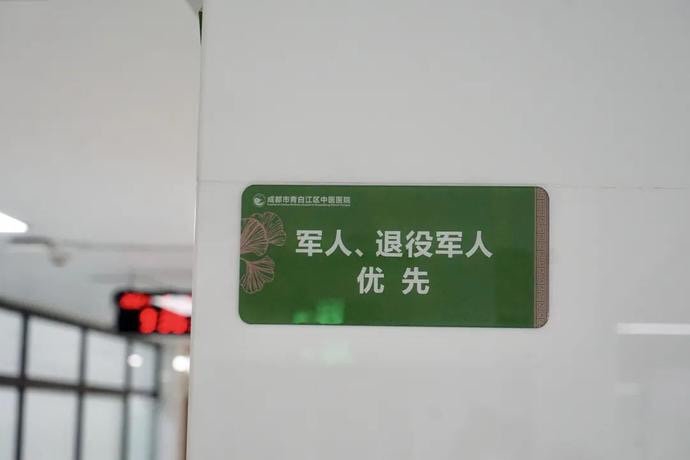 成都市青白江区中医医院
军人、退役军人
优先